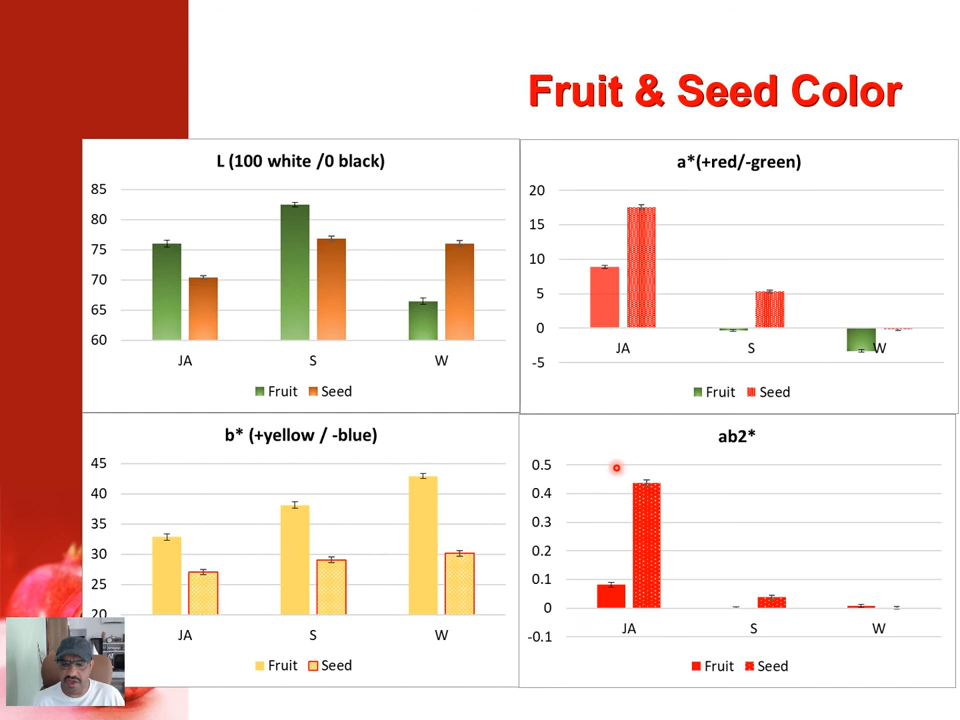 Fruit & Seed Color
L (100 white /0 black)
85
80
75
70
65
60
JA S W
Fruit Seed
a*(+red/-green)
20
15
10
5
0
-5
JA S W
Fruit Seed
b* (+yellow / -blue)
45
40
35
30
25
20
JA S W
Fruit Seed
ab2*
0.5
0.4
0.3
0.2
0.1
0
-0.1
JA S W
Fruit Seed